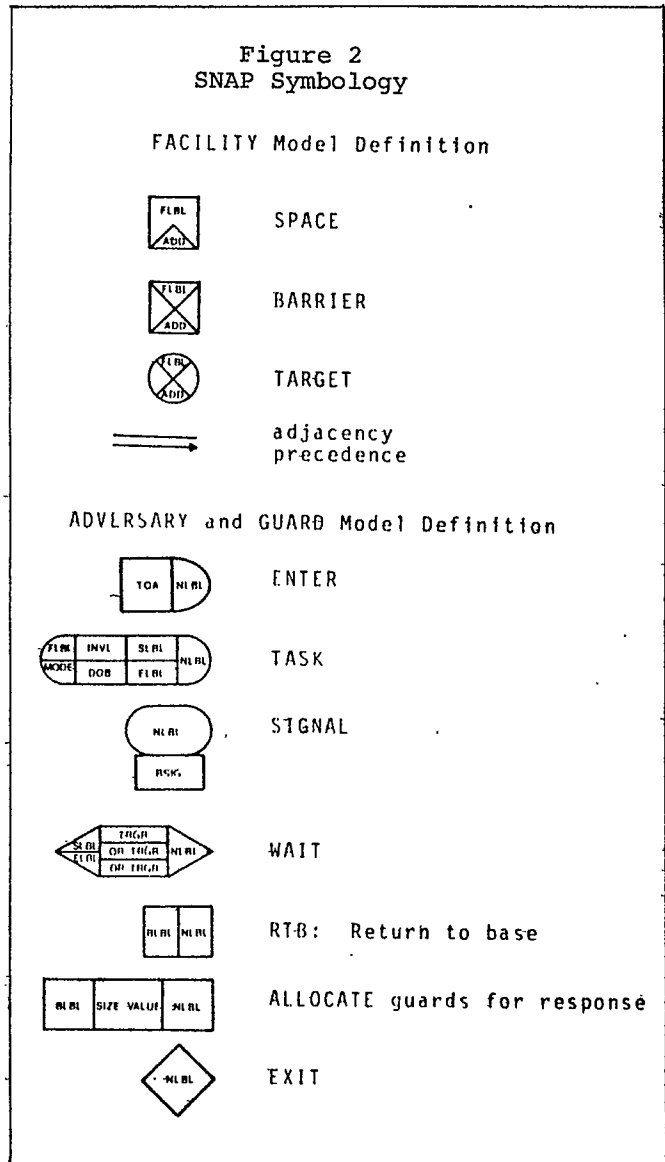 Figure 2
SNAP Symbology
FACILITY Model Definition
FLBL
ADD
SPACE
FLBL
ADD
BARRIER
FLBL
ADD
TARGET
adjacency
precedence
ADVERSARY and GUARD Model Definition
TOA NLBL
ENTER
FLBL INVL SLBL NLBL
MODE DOB FLBL
TASK
NLBL
SIGNAL
RSIG
TRGR
SLBL OR TRGR NLBL
FLBL OR TRGR
WAIT
BLBL NLBL
RTB: Return to base
BLBL SIZE VALUE NLBL
ALLOCATE guards for response
NLBL
EXIT